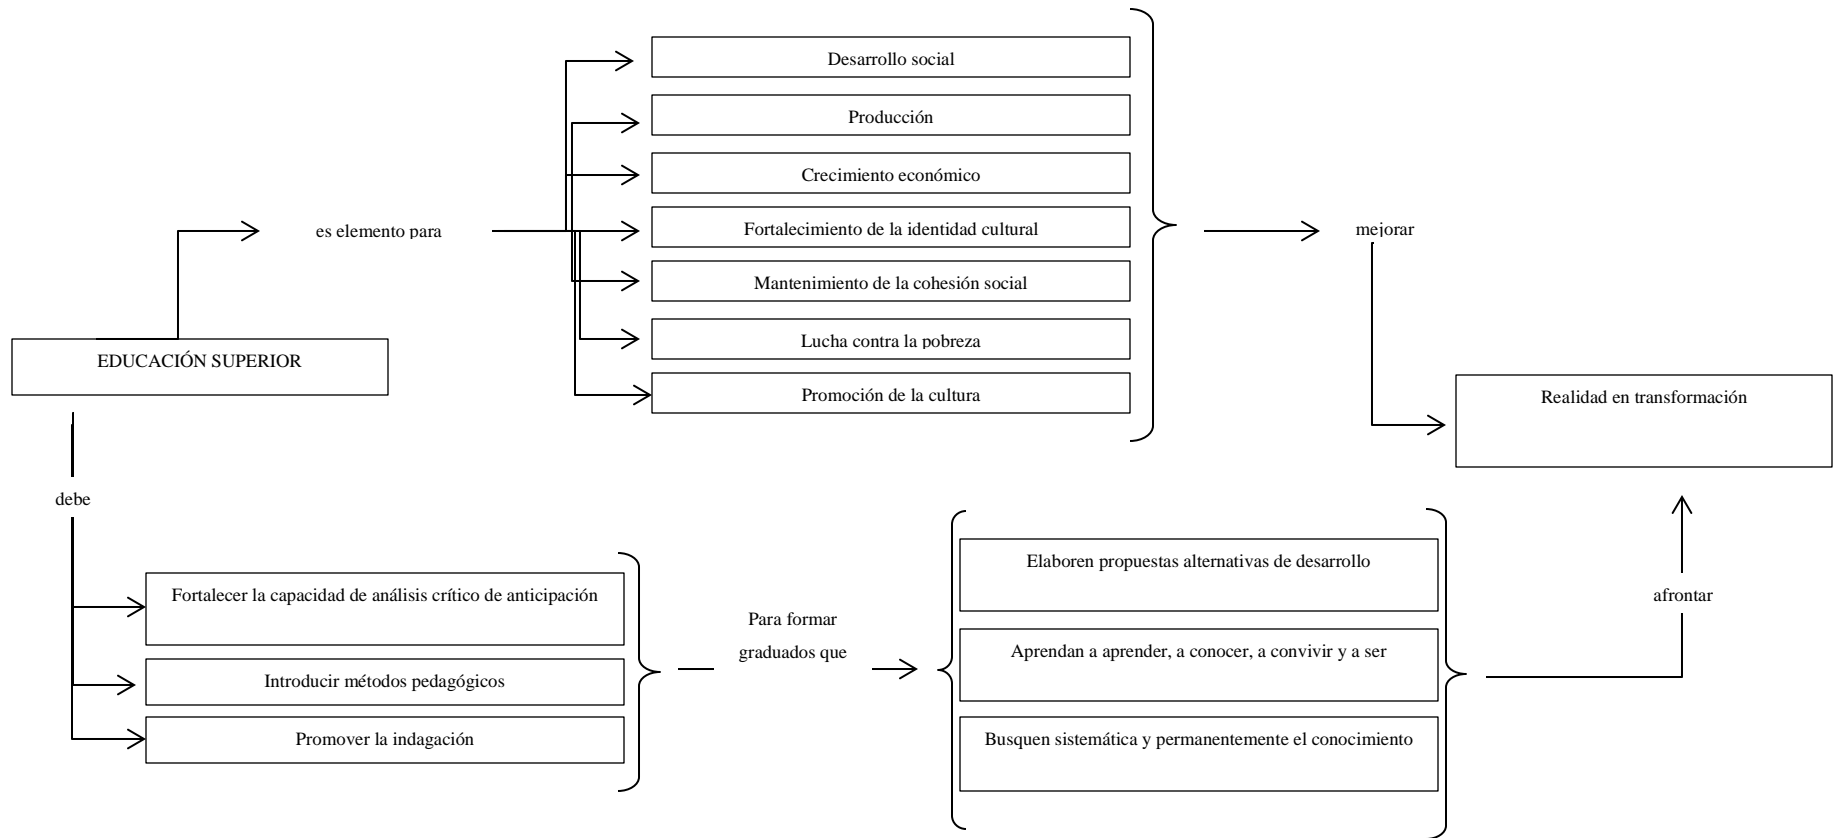 Desarrollo social
Producción
Crecimiento económico
es elemento para
Fortalecimiento de la identidad cultural
mejorar
Mantenimiento de la cohesión social
Lucha contra la pobreza
EDUCACIÓN SUPERIOR
Promoción de la cultura
Realidad en transformación
debe
Fortalecer la capacidad de análisis crítico de anticipación
Introducir métodos pedagógicos
Promover la indagación
Para formar
graduados que
Elaboren propuestas alternativas de desarrollo
Aprendan a aprender, a conocer, a convivir y a ser
Busquen sistemática y permanentemente el conocimiento
afrontar